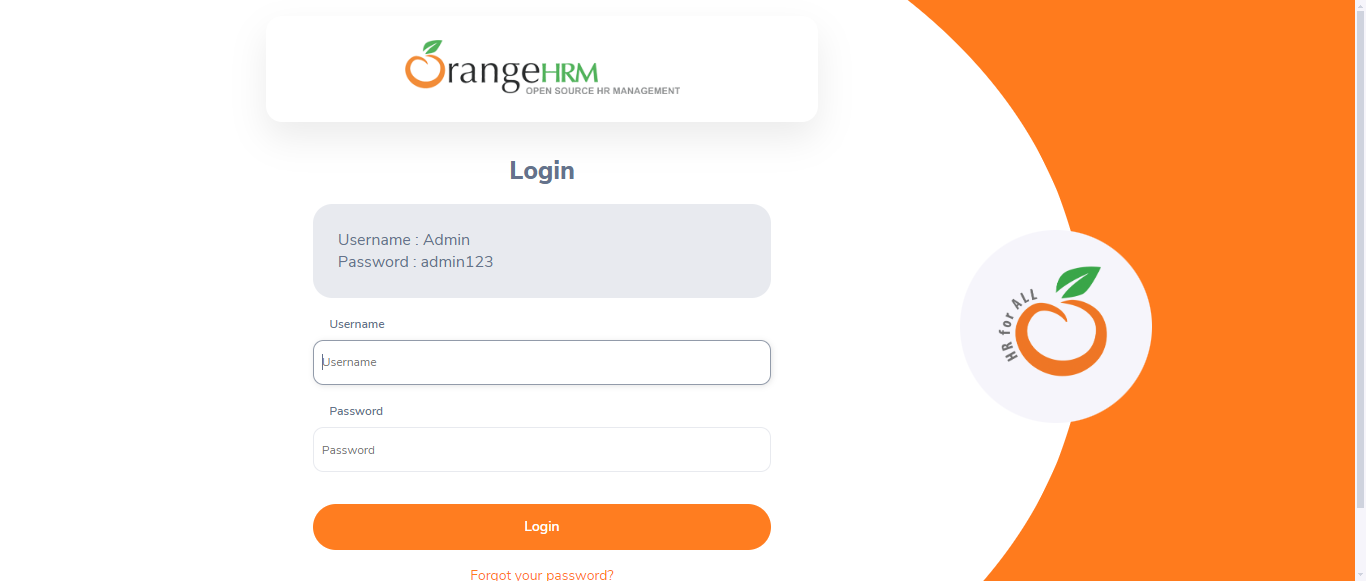 OrangeHRM
OPEN SOURCE HR MANAGEMENT
Login
Username : Admin
Password : admin123
Username
Username
Password
Password
Login
Forgot your password?
HR for ALL